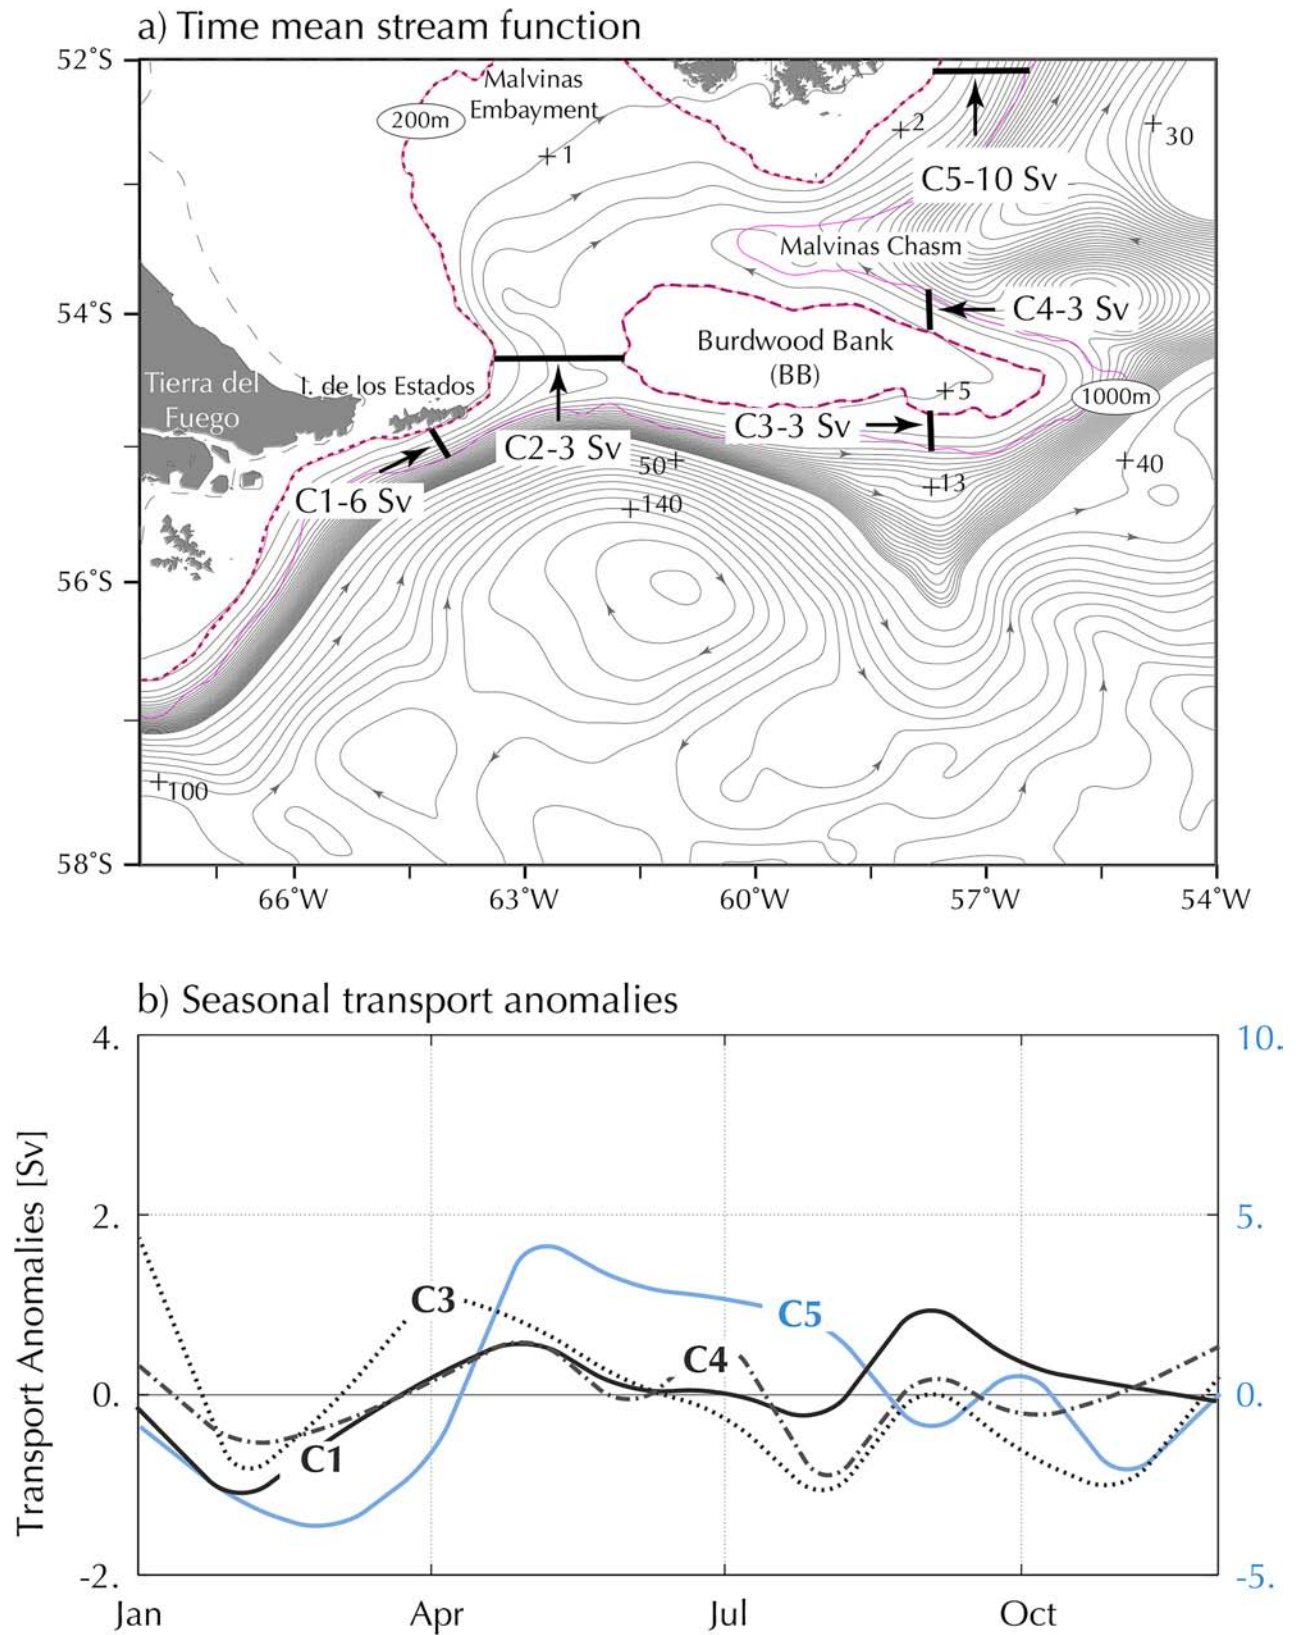 a) Time mean stream function
52°S
54°S
56°S
58°S
Malvinas
Embayment
200m
+1
+2
+30
C5-10 Sv
Malvinas Chasm
C4-3 Sv
Burdwood Bank
(BB)
+5
1000m
Tierra del
Fuego
I. de los Estados
C3-3 Sv
C2-3 Sv
50+
+40
+13
C1-6 Sv
+140
+100
66°W
63°W
60°W
57°W
54°W
b) Seasonal transport anomalies
Transport Anomalies [Sv]
4.
2.
0.
-2.
10.
5.
0.
-5.
C3
C5
C4
C1
Jan
Apr
Jul
Oct